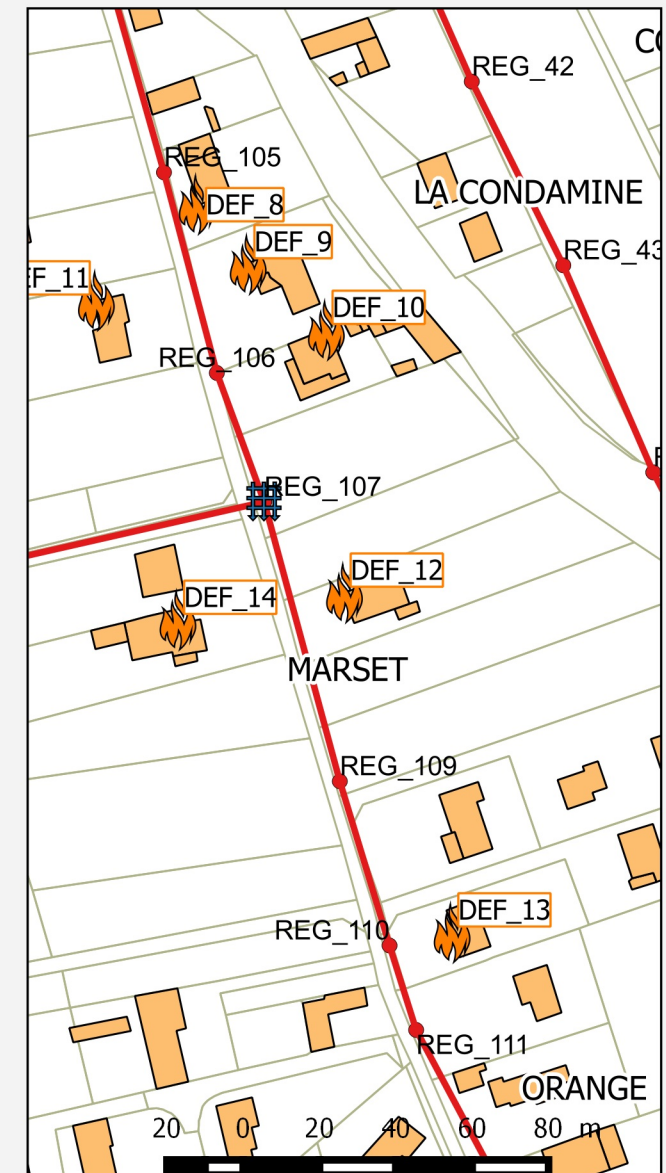 REG_42
REG_105
LA CONDAMINE
DEF_8
DEF_9
REG_43
DEF_10
REG_106
REG_107
DEF_12
DEF_14
MARSET
REG_109
DEF_13
REG_110
REG_111
ORANGE
20 0 20 40 60 80 m